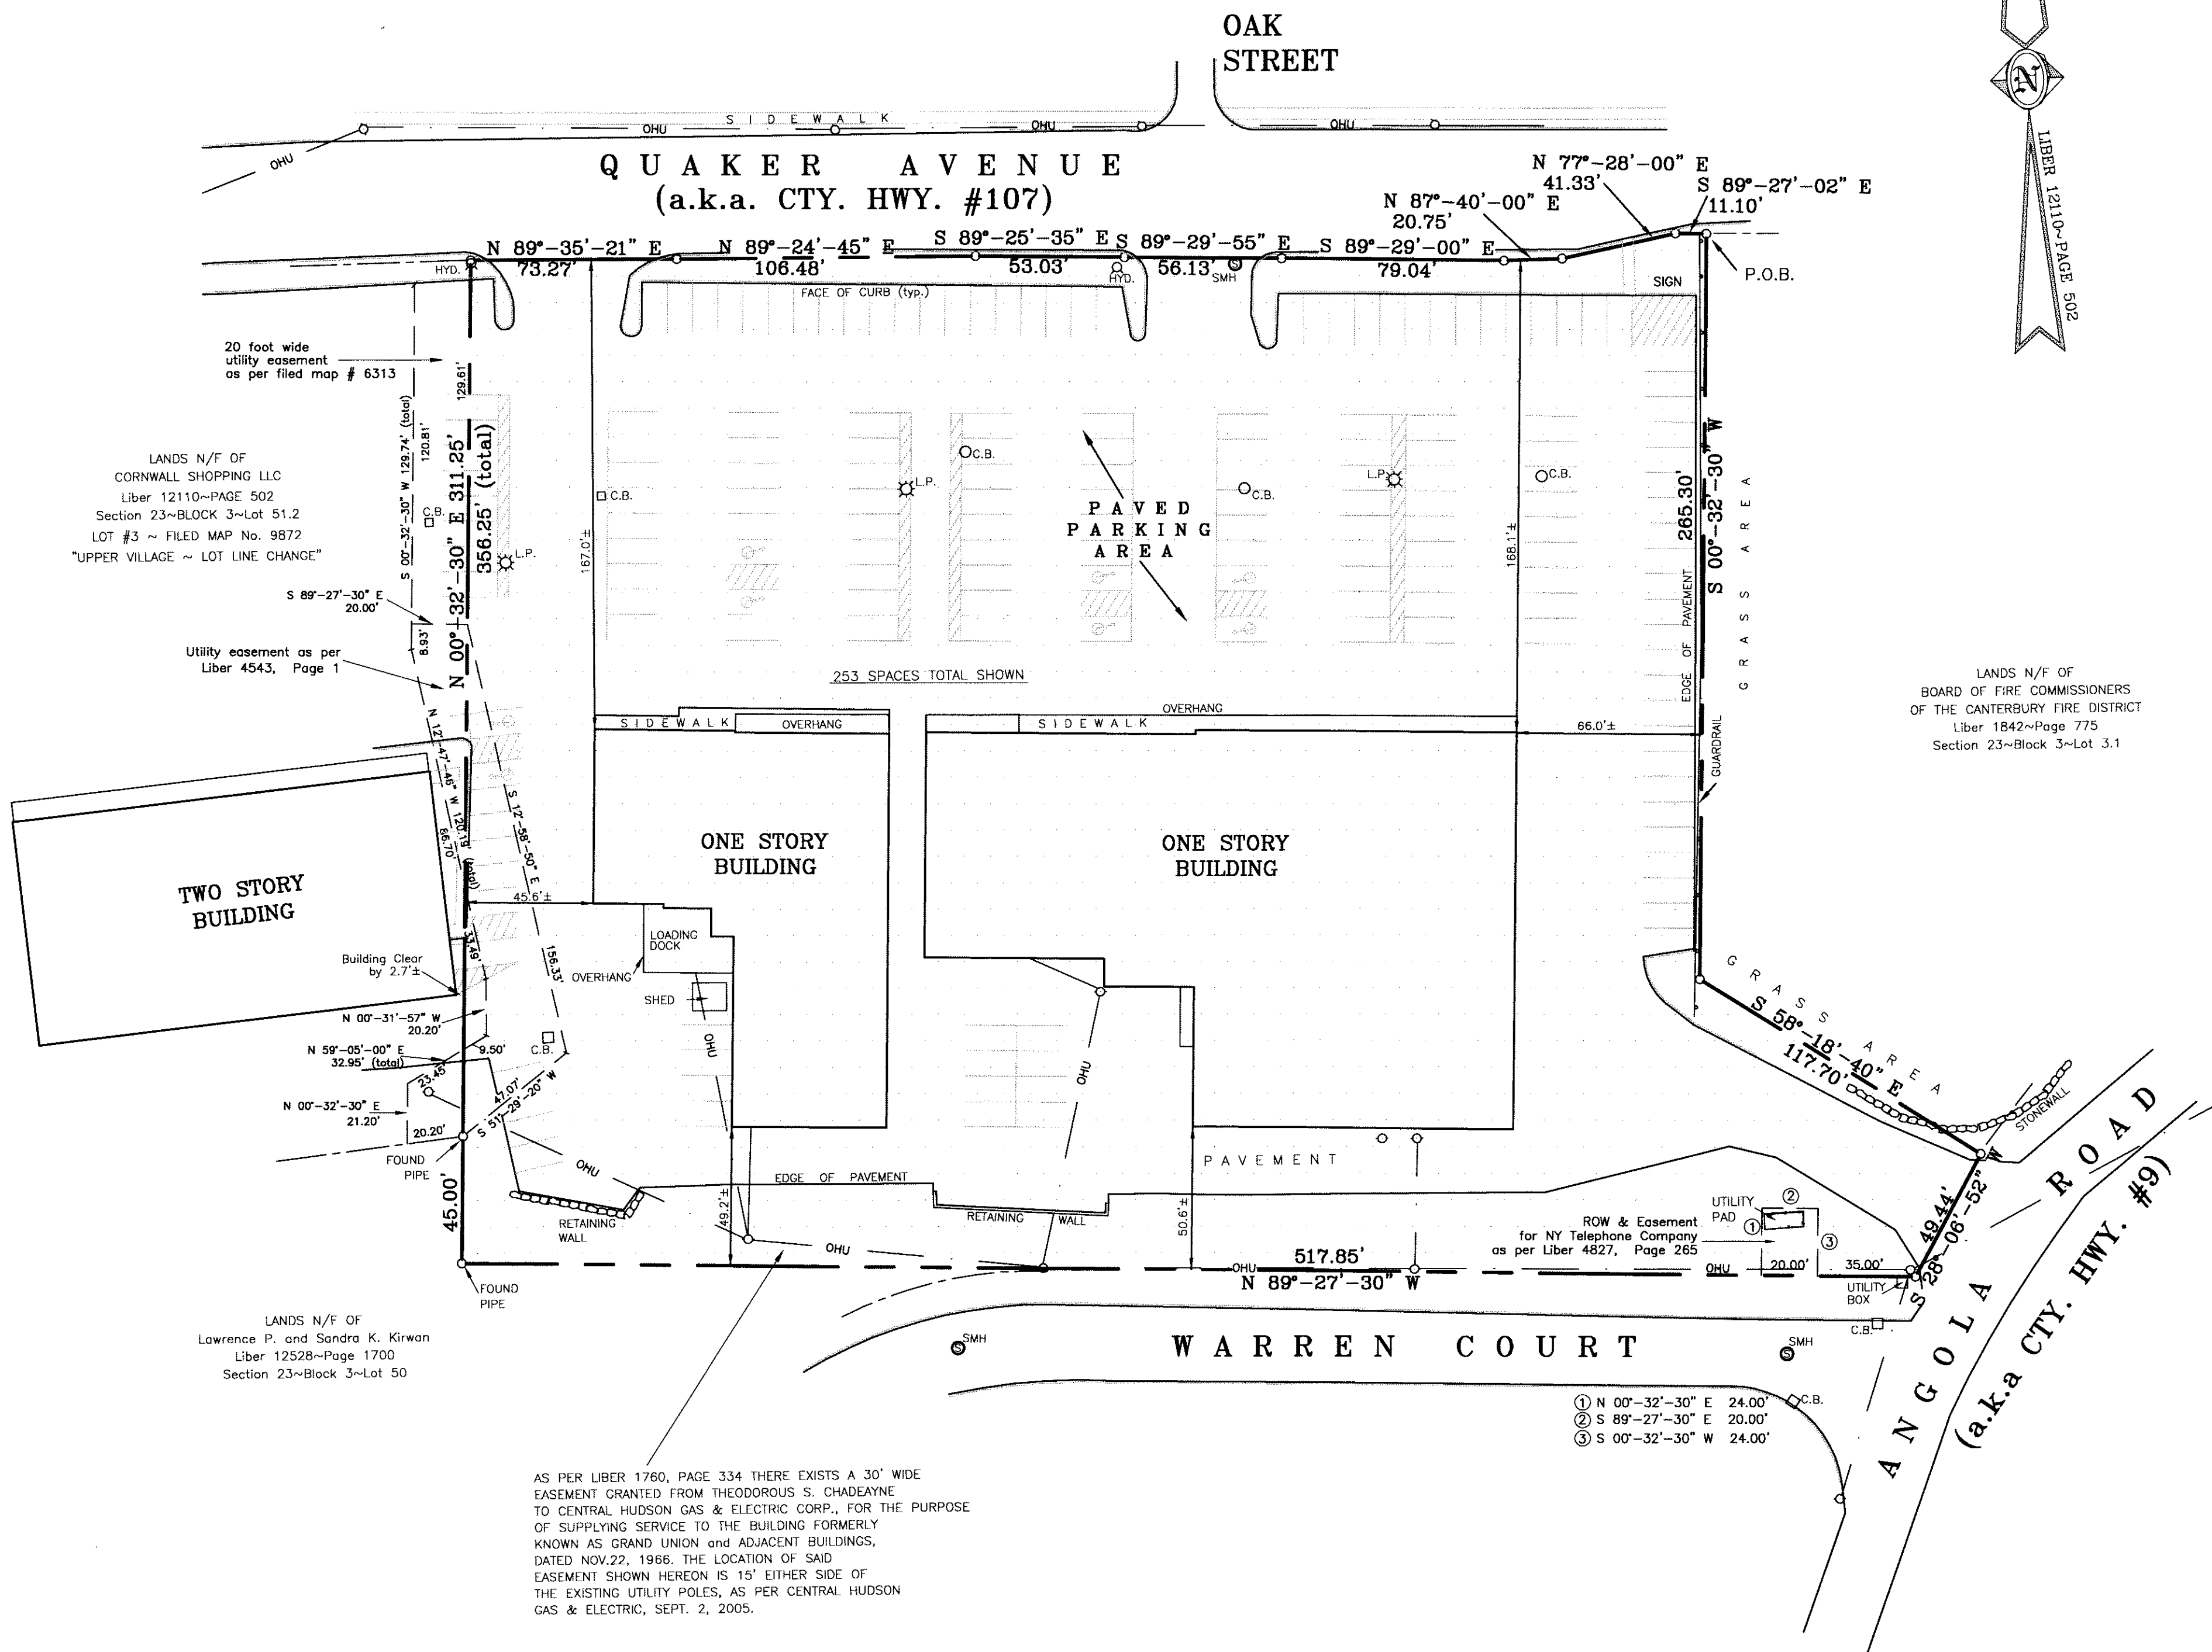 OAK
STREET
N
LIBER 12110~PAGE 502
S I D E W A L K
OHU
OHU
OHU
OHU
Q U A K E R A V E N U E
(a.k.a. CTY. HWY. #107)
N 77°-28'-00" E
41.33'
S 89°-27'-02" E
11.10'
N 87°-40'-00" E
20.75'
N 89°-35'-21" E
73.27'
N 89°-24'-45" E
106.48'
S 89°-25'-35" E
53.03'
S 89°-29'-55" E
56.13'
S 89°-29'-00" E
79.04'
HYD.
HYD.
SMH
FACE OF CURB (typ.)
SIGN
P.O.B.
20 foot wide
utility easement
as per filed map # 6313
129.61'
S 00°-32'-30" W 129.74' (total)
120.81'
N 00°-32'-30" E 311.25'
356.25' (total)
LANDS N/F OF
CORNWALL SHOPPING LLC
Liber 12110~PAGE 502
Section 23~BLOCK 3~Lot 51.2
LOT #3 ~ FILED MAP No. 9872
"UPPER VILLAGE ~ LOT LINE CHANGE"
C.B.
L.P.
C.B.
167.0'±
L.P.
C.B.
C.B.
L.P.
C.B.
P A V E D
P A R K I N G
A R E A
168.1'±
265.30'
S 00°-32'-30" W
EDGE OF PAVEMENT
G R A S S A R E A
S 89°-27'-30" E
20.00'
8.93'
Utility easement as per
Liber 4543, Page 1
253 SPACES TOTAL SHOWN
LANDS N/F OF
BOARD OF FIRE COMMISSIONERS
OF THE CANTERBURY FIRE DISTRICT
Liber 1842~Page 775
Section 23~Block 3~Lot 3.1
S I D E W A L K
OVERHANG
S I D E W A L K
OVERHANG
66.0'±
GUARDRAIL
N 12°-47'-46" W 120.19' (total)
86.70'
S 12°-58'-50" E
156.33'
ONE STORY
BUILDING
ONE STORY
BUILDING
TWO STORY
BUILDING
45.6'±
33.49'
LOADING
DOCK
OVERHANG
SHED
Building Clear
by 2.7'±
N 00°-31'-57" W
20.20'
N 59°-05'-00" E
32.95' (total)
9.50'
23.45'
C.B.
47.07'
S 51°-29'-20" W
N 00°-32'-30" E
21.20'
20.20'
FOUND
PIPE
OHU
OHU
OHU
G R A S S A R E A
S 58°-18'-40" E
117.70'
STONEWALL
45.00'
RETAINING
WALL
EDGE OF PAVEMENT
49.2'±
RETAINING WALL
P A V E M E N T
50.6'±
UTILITY
PAD
①
②
③
ROW & Easement
for NY Telephone Company
as per Liber 4827, Page 265
49.44'
S 28°-06'-52" W
OHU
OHU
517.85'
N 89°-27'-30" W
OHU
20.00'
35.00'
UTILITY
BOX
FOUND
PIPE
LANDS N/F OF
Lawrence P. and Sandra K. Kirwan
Liber 12528~Page 1700
Section 23~Block 3~Lot 50
SMH
W A R R E N C O U R T
SMH
C.B.
C.B.
A N G O L A R O A D
(a.k.a CTY. HWY. #9)
① N 00°-32'-30" E 24.00'
② S 89°-27'-30" E 20.00'
③ S 00°-32'-30" W 24.00'
AS PER LIBER 1760, PAGE 334 THERE EXISTS A 30' WIDE
EASEMENT GRANTED FROM THEODOROUS S. CHADEAYNE
TO CENTRAL HUDSON GAS & ELECTRIC CORP., FOR THE PURPOSE
OF SUPPLYING SERVICE TO THE BUILDING FORMERLY
KNOWN AS GRAND UNION and ADJACENT BUILDINGS,
DATED NOV.22, 1966. THE LOCATION OF SAID
EASEMENT SHOWN HEREON IS 15' EITHER SIDE OF
THE EXISTING UTILITY POLES, AS PER CENTRAL HUDSON
GAS & ELECTRIC, SEPT. 2, 2005.